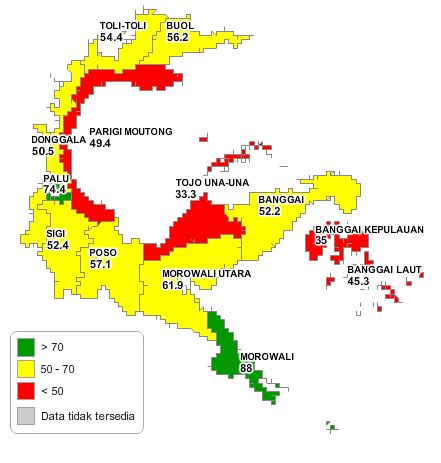 TOLI-TOLI
54.4
BUOL
56.2
DONGGALA
50.5
PARIGI MOUTONG
49.4
PALU
74.4
TOJO UNA-UNA
33.3
BANGGAI
52.2
SIGI
52.4
POSO
57.1
BANGGAI KEPULAUAN
35
MOROWALI UTARA
61.9
BANGGAI LAUT
45.3
MOROWALI
88
> 70
50 - 70
< 50
Data tidak tersedia